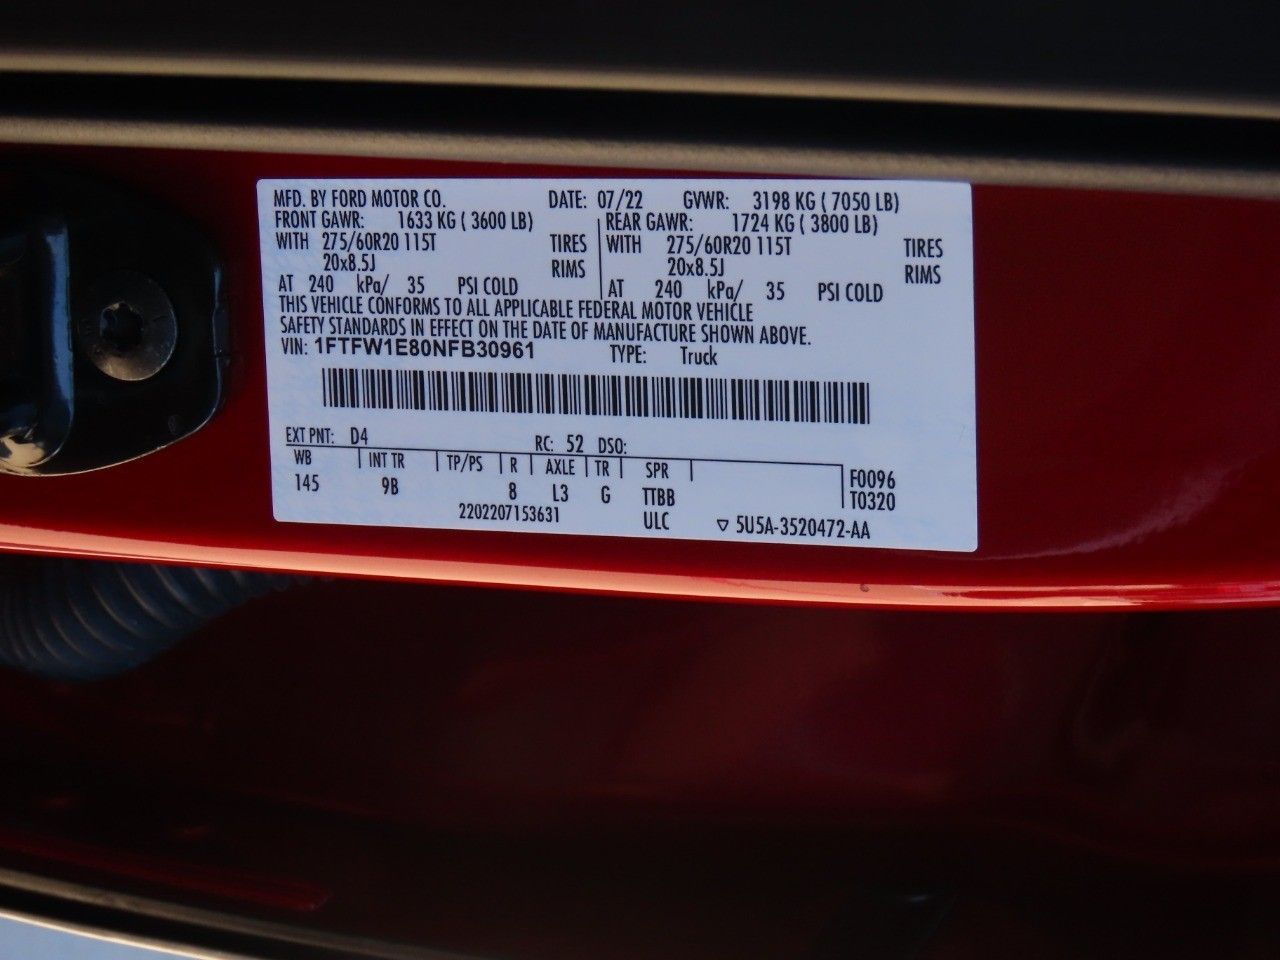 MFD. BY FORD MOTOR CO. DATE: 07/22 GVWR: 3198 KG ( 7050 LB)
FRONT GAWR: 1633 KG ( 3600 LB) REAR GAWR: 1724 KG ( 3800 LB)
WITH 275/60R20 115T TIRES WITH 275/60R20 115T TIRES
20x8.5J RIMS 20x8.5J RIMS
AT 240 kPa/ 35 PSI COLD AT 240 kPa/ 35 PSI COLD
THIS VEHICLE CONFORMS TO ALL APPLICABLE FEDERAL MOTOR VEHICLE
SAFETY STANDARDS IN EFFECT ON THE DATE OF MANUFACTURE SHOWN ABOVE.
VIN: 1FTFW1E80NFB30961 TYPE: Truck
EXT PNT: D4 RC: 52 DSO:
WB INT TR TP/PS R AXLE TR SPR F0096
145 9B 8 L3 G TTBB T0320
2202207153631 ULC ▽ 5U5A-3520472-AA